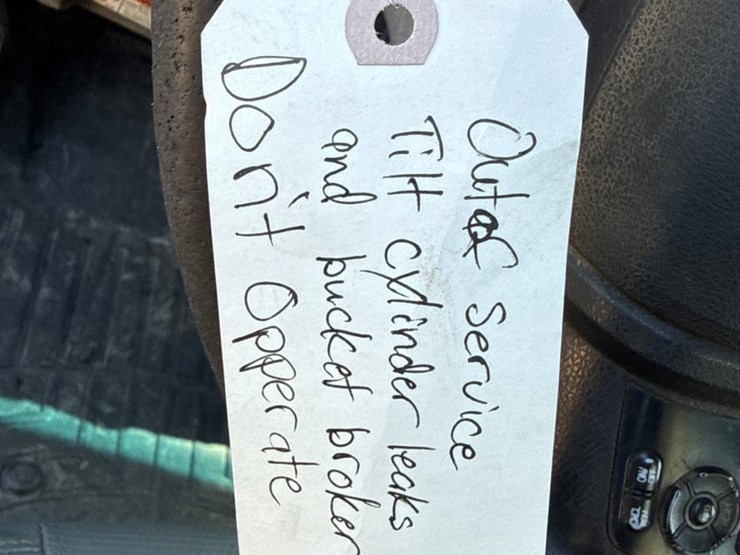 Out of Service
Tilt cylinder leaks
and bucket broken
Don't Opperate